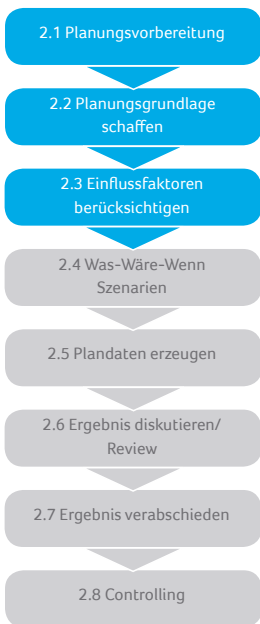 2.1 Planungsvorbereitung
2.2 Planungsgrundlage
schaffen
2.3 Einflussfaktoren
berücksichtigen
2.4 Was-Wäre-Wenn
Szenarien
2.5 Plandaten erzeugen
2.6 Ergebnis diskutieren/
Review
2.7 Ergebnis verabschieden
2.8 Controlling